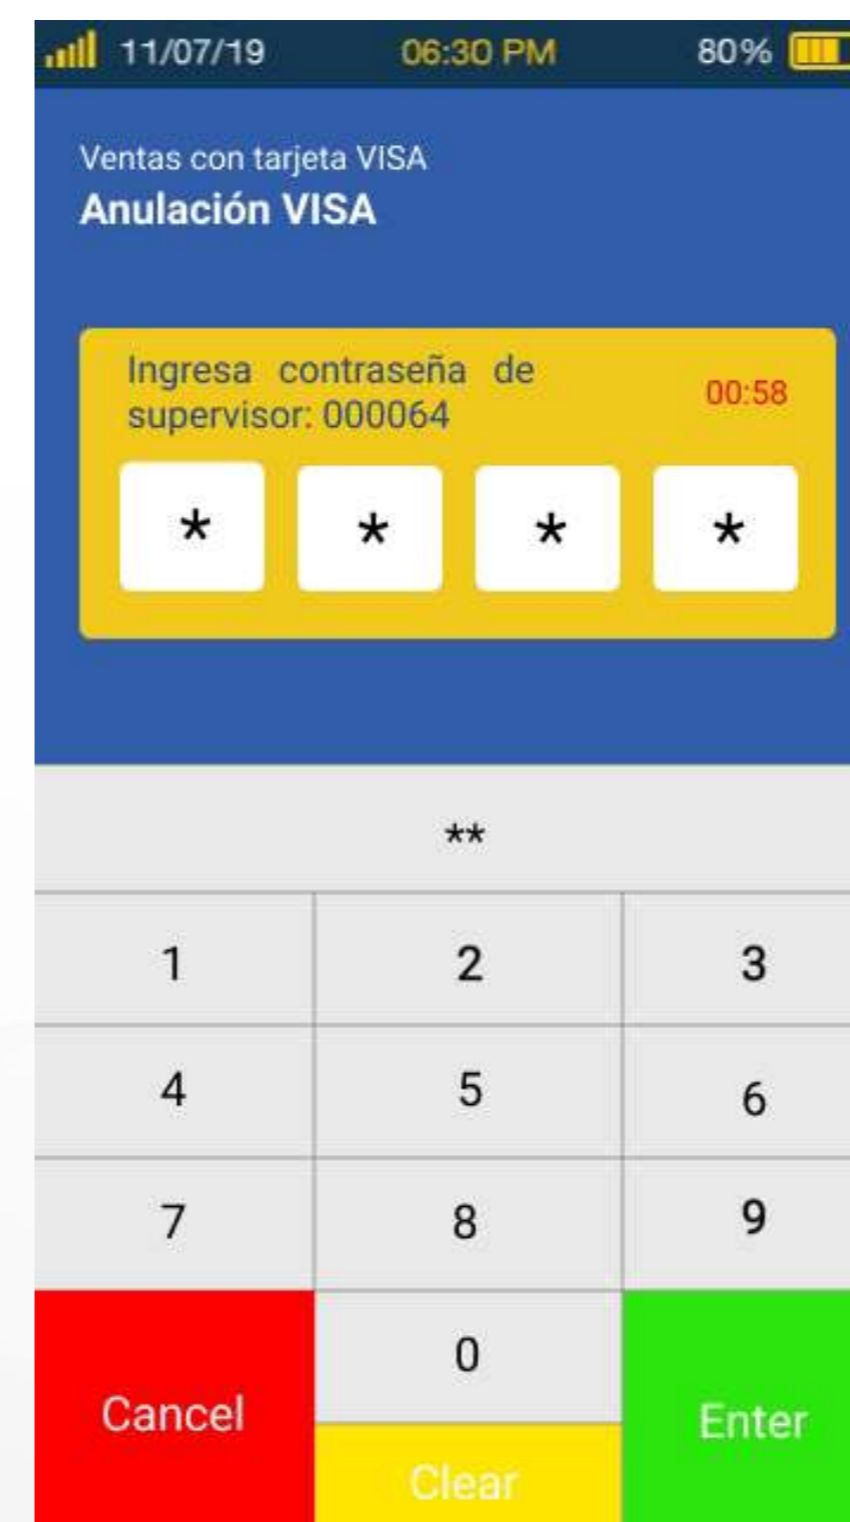 11/07/19 06:30 PM 80%
Ventas con tarjeta VISA
Anulación VISA
Ingresa contraseña de
supervisor: 000064
00:58
* * * *
**
1 2 3
4 5 6
7 8 9
0
Cancel Enter
Clear